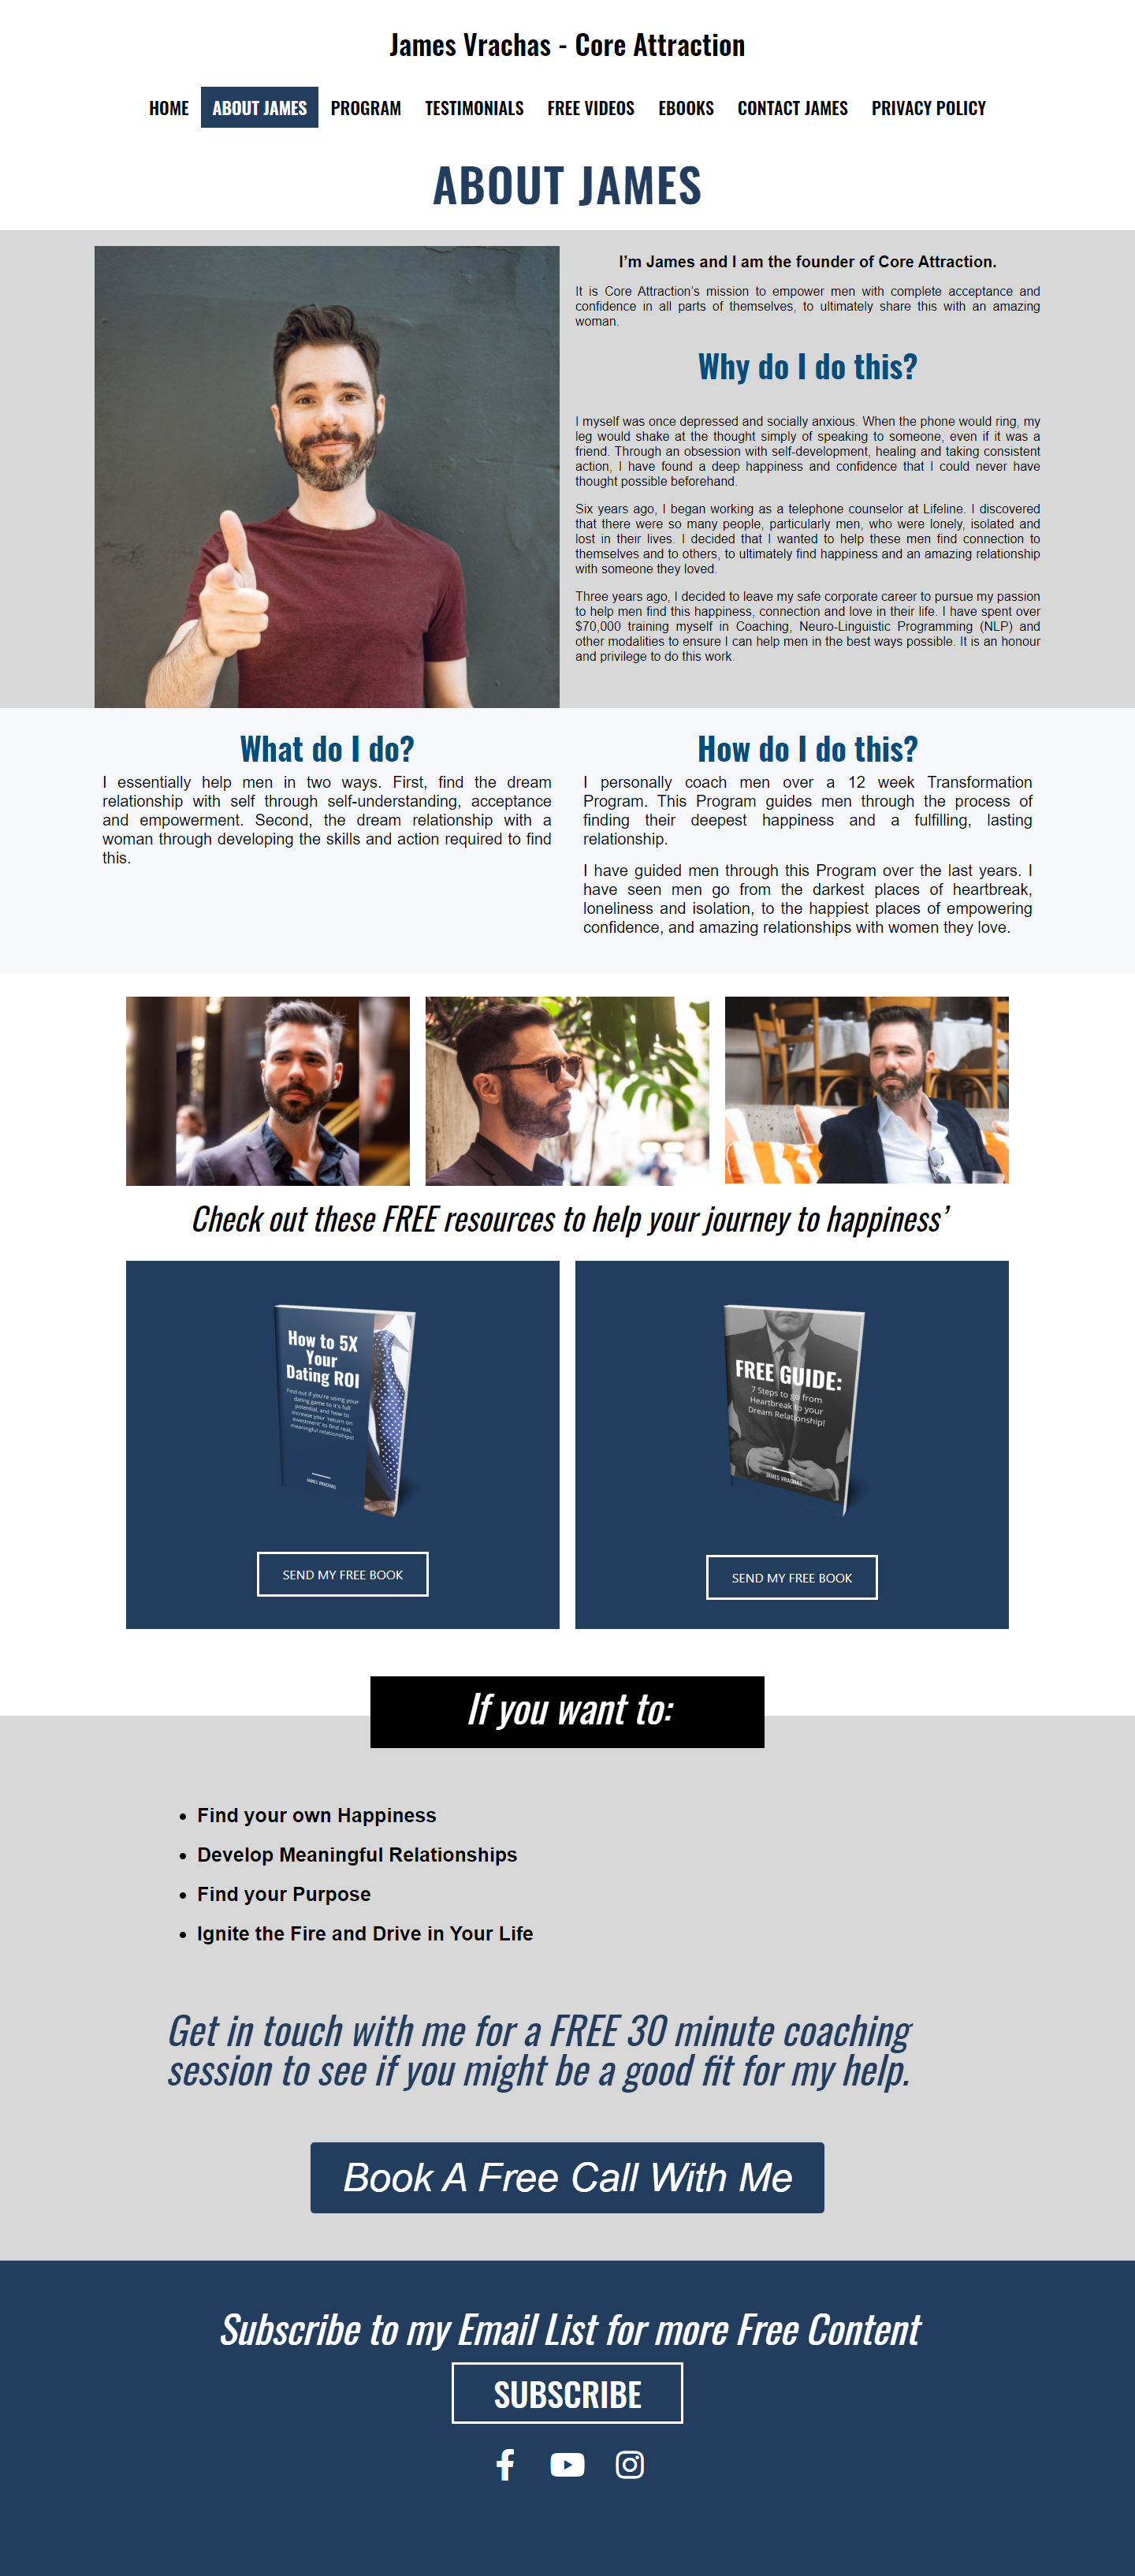 James Vrachas - Core Attraction
HOME ABOUT JAMES PROGRAM TESTIMONIALS FREE VIDEOS EBOOKS CONTACT JAMES PRIVACY POLICY
ABOUT JAMES
I’m James and I am the founder of Core Attraction.
It is Core Attraction’s mission to empower men with complete acceptance and
confidence in all parts of themselves, to ultimately share this with an amazing
woman.
Why do I do this?
I myself was once depressed and socially anxious. When the phone would ring, my
leg would shake at the thought simply of speaking to someone, even if it was a
friend. Through an obsession with self-development, healing and taking consistent
action, I have found a deep happiness and confidence that I could never have
thought possible beforehand.
Six years ago, I began working as a telephone counselor at Lifeline. I discovered
that there were so many people, particularly men, who were lonely, isolated and
lost in their lives. I decided that I wanted to help these men find connection to
themselves and to others, to ultimately find happiness and an amazing relationship
with someone they loved.
Three years ago, I decided to leave my safe corporate career to pursue my passion
to help men find this happiness, connection and love in their life. I have spent over
$70,000 training myself in Coaching, Neuro-Linguistic Programming (NLP) and
other modalities to ensure I can help men in the best ways possible. It is an honour
and privilege to do this work.
What do I do?
I essentially help men in two ways. First, find the dream
relationship with self through self-understanding, acceptance
and empowerment. Second, the dream relationship with a
woman through developing the skills and action required to find
this.
How do I do this?
I personally coach men over a 12 week Transformation
Program. This Program guides men through the process of
finding their deepest happiness and a fulfilling, lasting
relationship.
I have guided men through this Program over the last years. I
have seen men go from the darkest places of heartbreak,
loneliness and isolation, to the happiest places of empowering
confidence, and amazing relationships with women they love.
Check out these FREE resources to help your journey to happiness’
How to 5X
Your
Dating ROI
Find out if you're using your
dating game to it's full
potential, and how to
increase your 'return on
investment' to find real,
meaningful relationships!
JAMES VRACHAS
SEND MY FREE BOOK
FREE GUIDE:
7 Steps to go from
Heartbreak to your
Dream Relationship!
JAMES VRACHAS
SEND MY FREE BOOK
If you want to:
• Find your own Happiness
• Develop Meaningful Relationships
• Find your Purpose
• Ignite the Fire and Drive in Your Life
Get in touch with me for a FREE 30 minute coaching
session to see if you might be a good fit for my help.
Book A Free Call With Me
Subscribe to my Email List for more Free Content
SUBSCRIBE